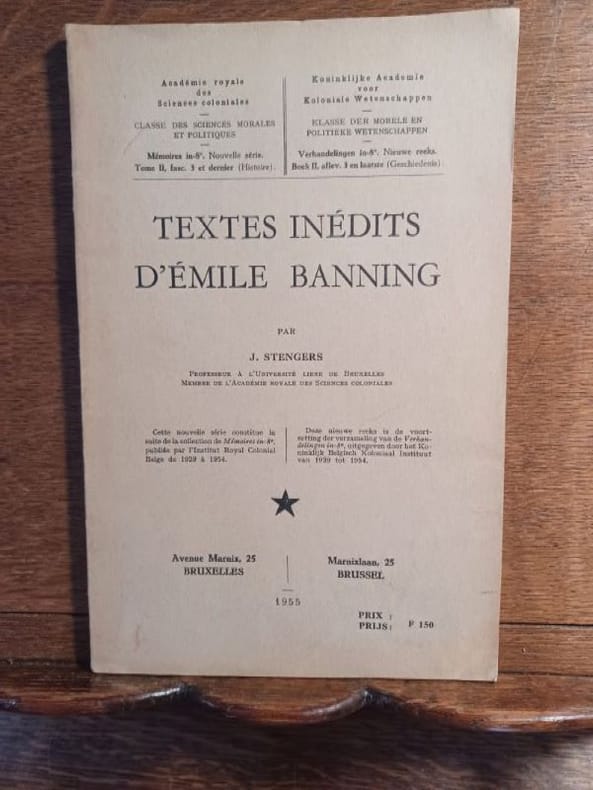 Académie royale
des
Sciences coloniales
CLASSE DES SCIENCES MORALES
ET POLITIQUES
Mémoires in-8°. Nouvelle série.
Tome II, fasc. 3 et dernier (Histoire).
Koninklijke Academie
voor
Koloniale Wetenschappen
KLASSE DER MORELE EN
POLITIEKE WETENSCHAPPEN
Verhandelingen in-8°. Nieuwe reeks.
Boek II, aflev. 3 en laatste (Geschiedenis).
TEXTES INÉDITS
D'ÉMILE BANNING
PAR
J. STENGERS
PROFESSEUR À L'UNIVERSITÉ LIBRE DE BRUXELLES
MEMBRE DE L'ACADÉMIE ROYALE DES SCIENCES COLONIALES
Cette nouvelle série constitue la
suite de la collection de Mémoires in-8°,
publiée par l'Institut Royal Colonial
Belge de 1929 à 1954.
Deze nieuwe reeks is de voort-
zetting der verzameling van de Verhan-
delingen in-8°, uitgegeven door het Ko-
ninklijk Belgisch Koloniaal Instituut
van 1929 tot 1954.
Avenue Marnix, 25
BRUXELLES
Marnixlaan, 25
BRUSSEL
1955
PRIX :
PRIJS: F 150